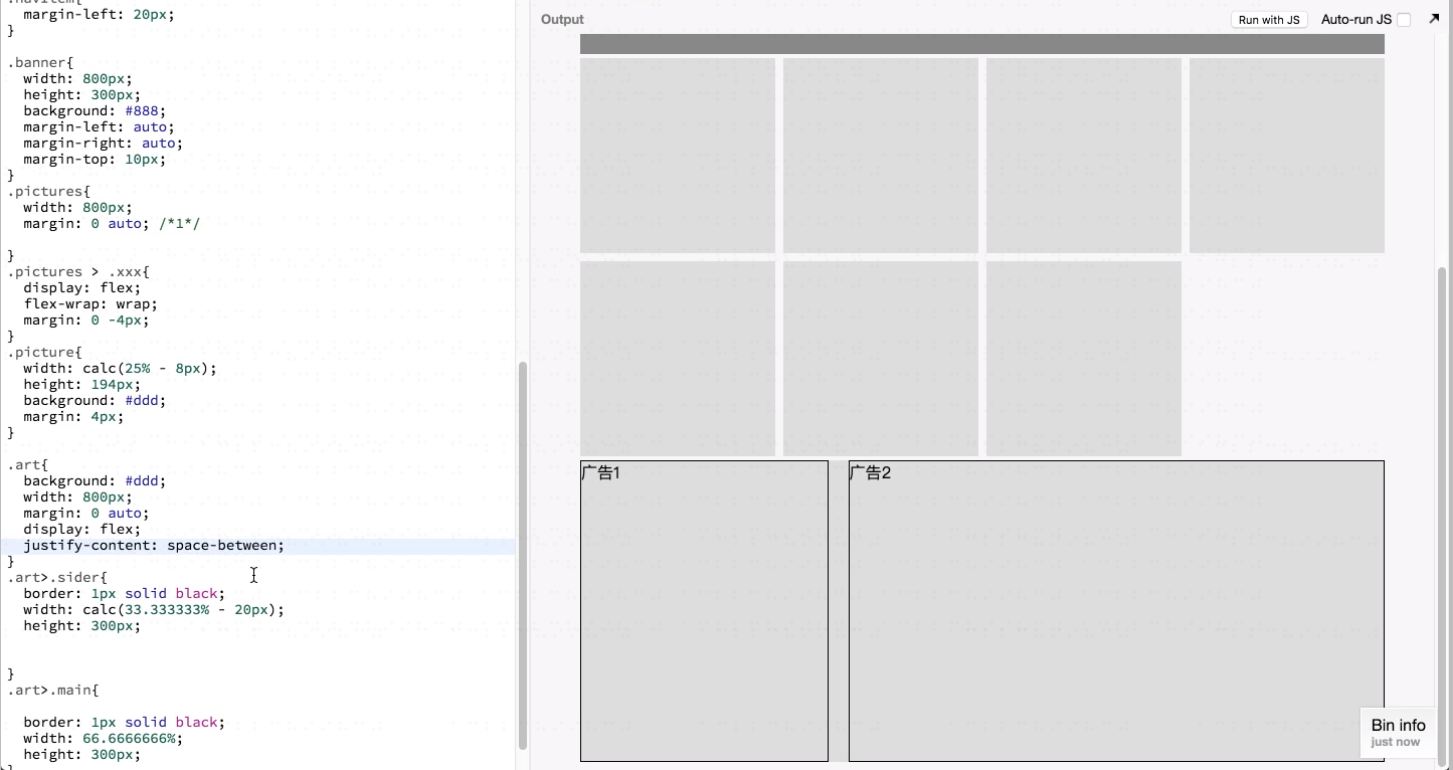 margin-left: 20px;
}
.banner{
width: 800px;
height: 300px;
background: #888;
margin-left: auto;
margin-right: auto;
margin-top: 10px;
}
.pictures{
width: 800px;
margin: 0 auto; /*1*/
}
.pictures > .xxx{
display: flex;
flex-wrap: wrap;
margin: 0 -4px;
}
.picture{
width: calc(25% - 8px);
height: 194px;
background: #ddd;
margin: 4px;
}
.art{
background: #ddd;
width: 800px;
margin: 0 auto;
display: flex;
justify-content: space-between;
}
.art>.sider{
border: 1px solid black;
width: calc(33.333333% - 20px);
height: 300px;
}
.art>.main{
border: 1px solid black;
width: 66.6666666%;
height: 300px;
Output
Run with JS
Auto-run JS
广告1
广告2
Bin info
just now